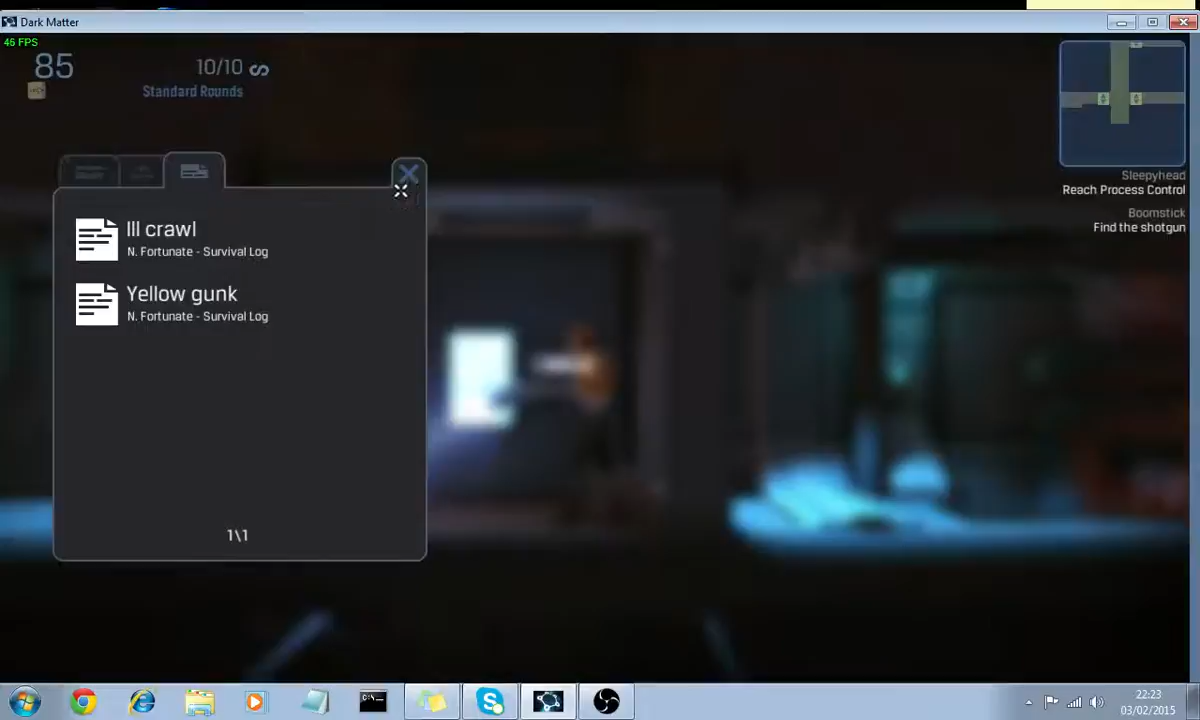 Dark Matter
46 FPS
85
10/10 ∞
Standard Rounds
Sleepyhead
Reach Process Control
Boomstick
Find the shotgun
Ill crawl
N. Fortunate - Survival Log
Yellow gunk
N. Fortunate - Survival Log
1\1
22:23
03/02/2015